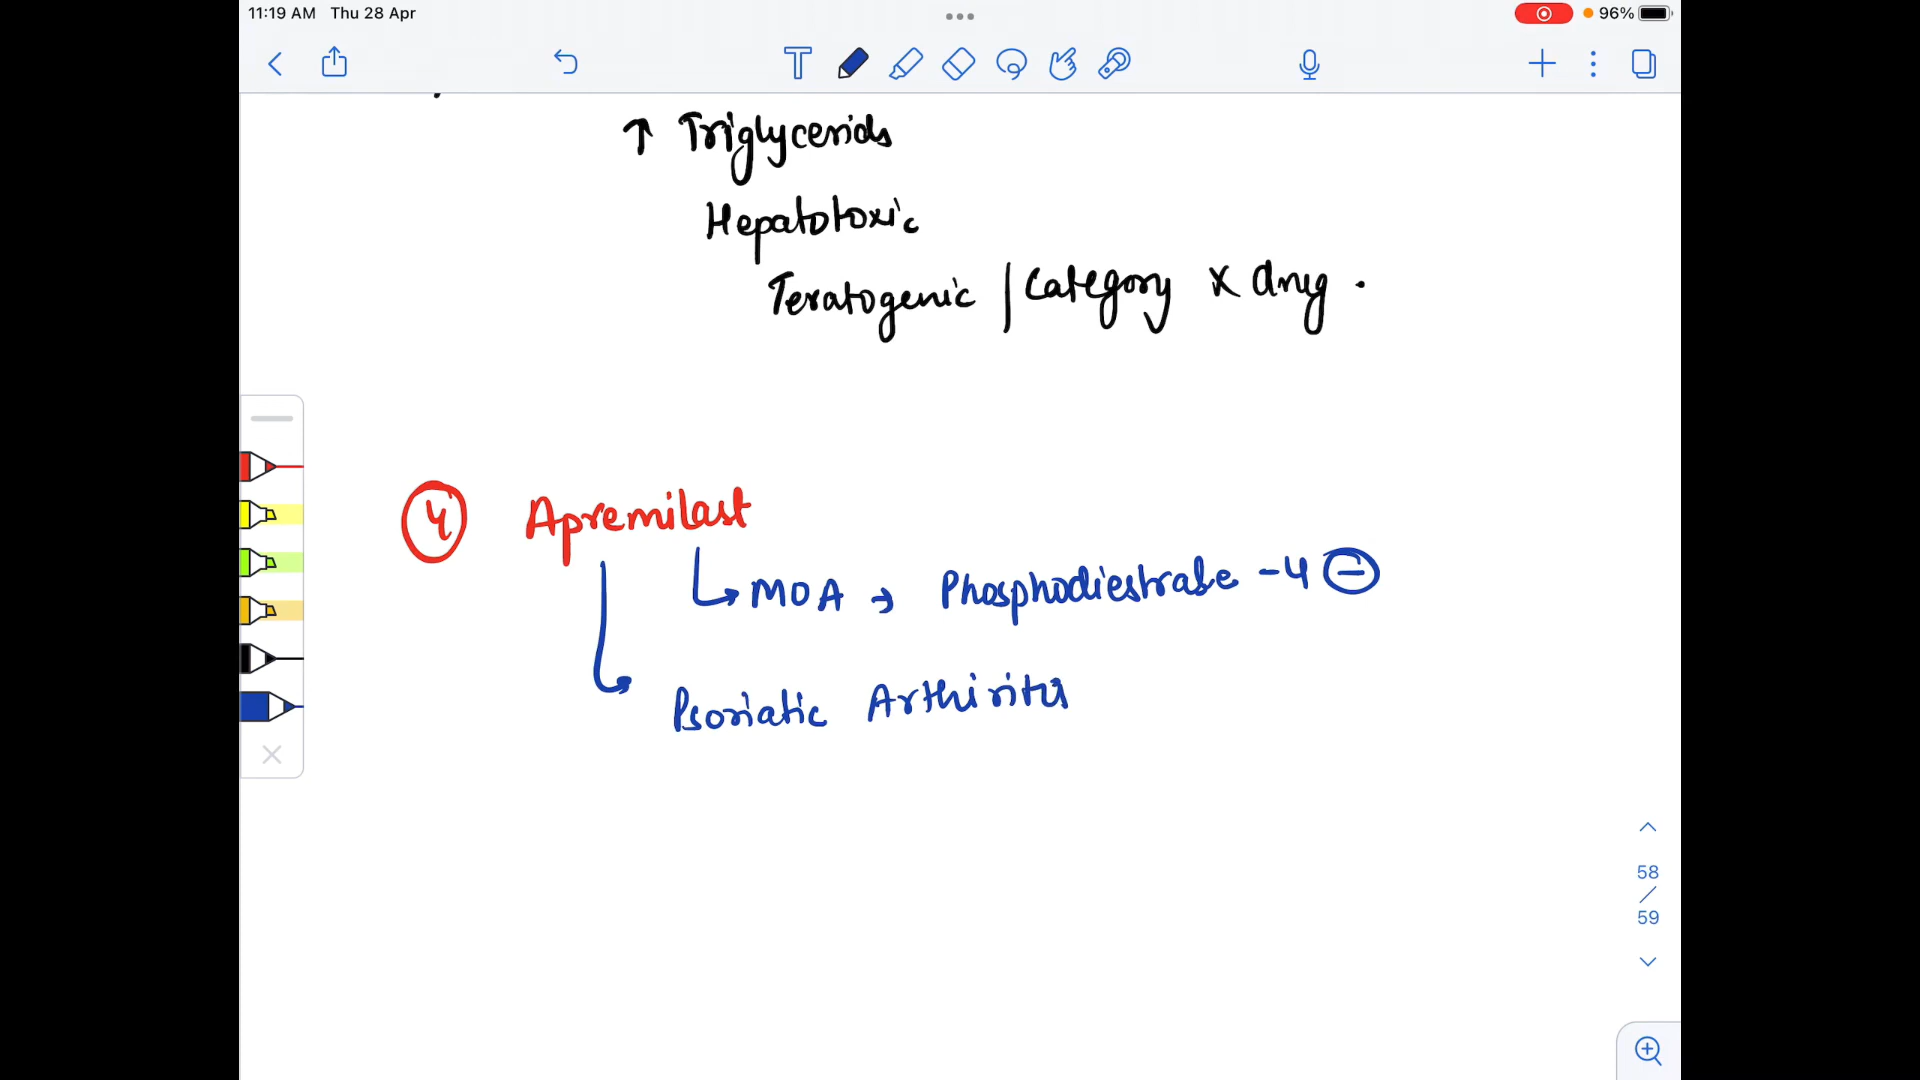 11:19 AM Thu 28 Apr
96%
T
↑ Triglycerids
Hepatotoxic
Teratogenic | Category X drug .
4 Apremilast
↳ MOA → Phosphodiestrase -4 ⊖
↳ Psoriatic Arthiritis
58
/
59